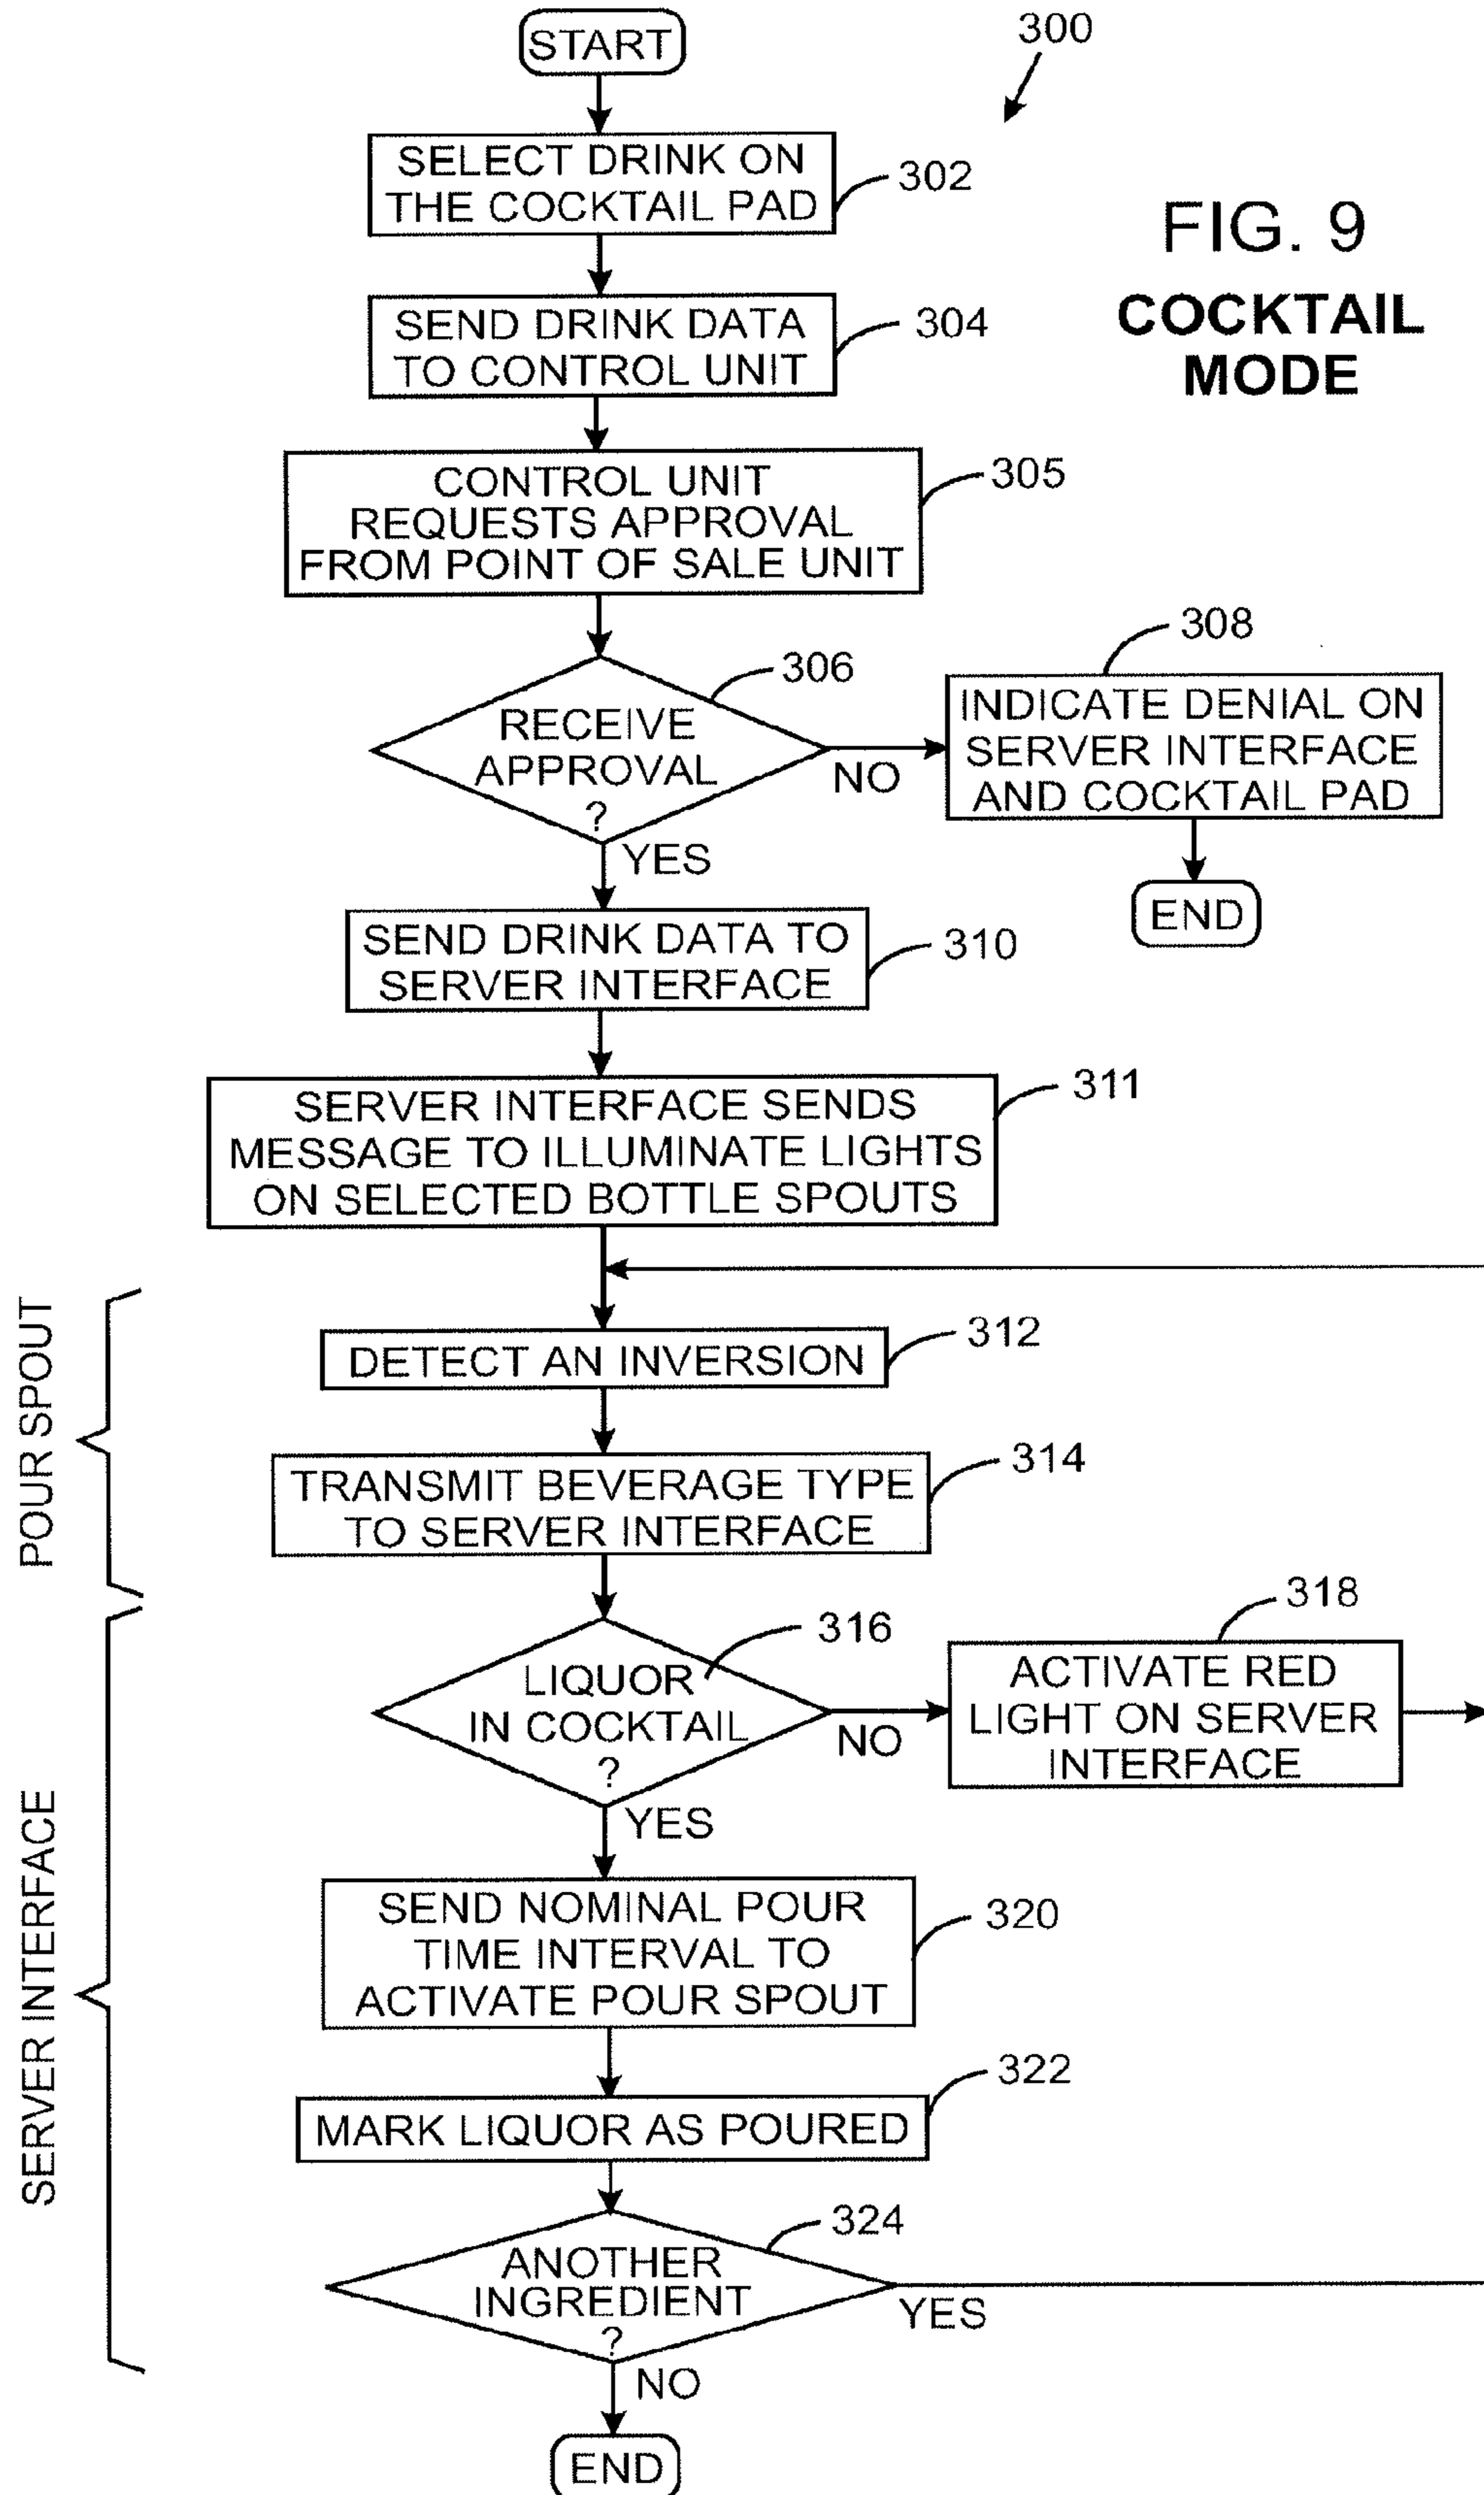 START
300
SELECT DRINK ON
THE COCKTAIL PAD
302
FIG. 9
COCKTAIL
MODE
SEND DRINK DATA
TO CONTROL UNIT
304
CONTROL UNIT
REQUESTS APPROVAL
FROM POINT OF SALE UNIT
305
RECEIVE
APPROVAL
?
306
NO
YES
308
INDICATE DENIAL ON
SERVER INTERFACE
AND COCKTAIL PAD
END
SEND DRINK DATA TO
SERVER INTERFACE
310
SERVER INTERFACE SENDS
MESSAGE TO ILLUMINATE LIGHTS
ON SELECTED BOTTLE SPOUTS
311
POUR SPOUT
DETECT AN INVERSION
312
TRANSMIT BEVERAGE TYPE
TO SERVER INTERFACE
314
SERVER INTERFACE
LIQUOR
IN COCKTAIL
?
316
NO
YES
318
ACTIVATE RED
LIGHT ON SERVER
INTERFACE
SEND NOMINAL POUR
TIME INTERVAL TO
ACTIVATE POUR SPOUT
320
MARK LIQUOR AS POURED
322
ANOTHER
INGREDIENT
?
324
YES
NO
END